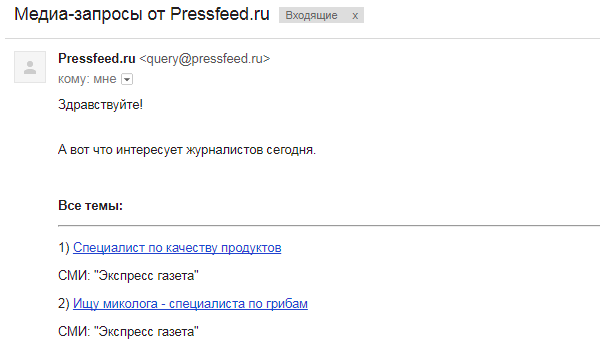 Медиа-запросы от Pressfeed.ru Входящие x
Pressfeed.ru <query@pressfeed.ru>
кому: мне
Здравствуйте!
А вот что интересует журналистов сегодня.
Все темы:
1) Специалист по качеству продуктов
СМИ: "Экспресс газета"
2) Ищу миколога - специалиста по грибам
СМИ: "Экспресс газета"